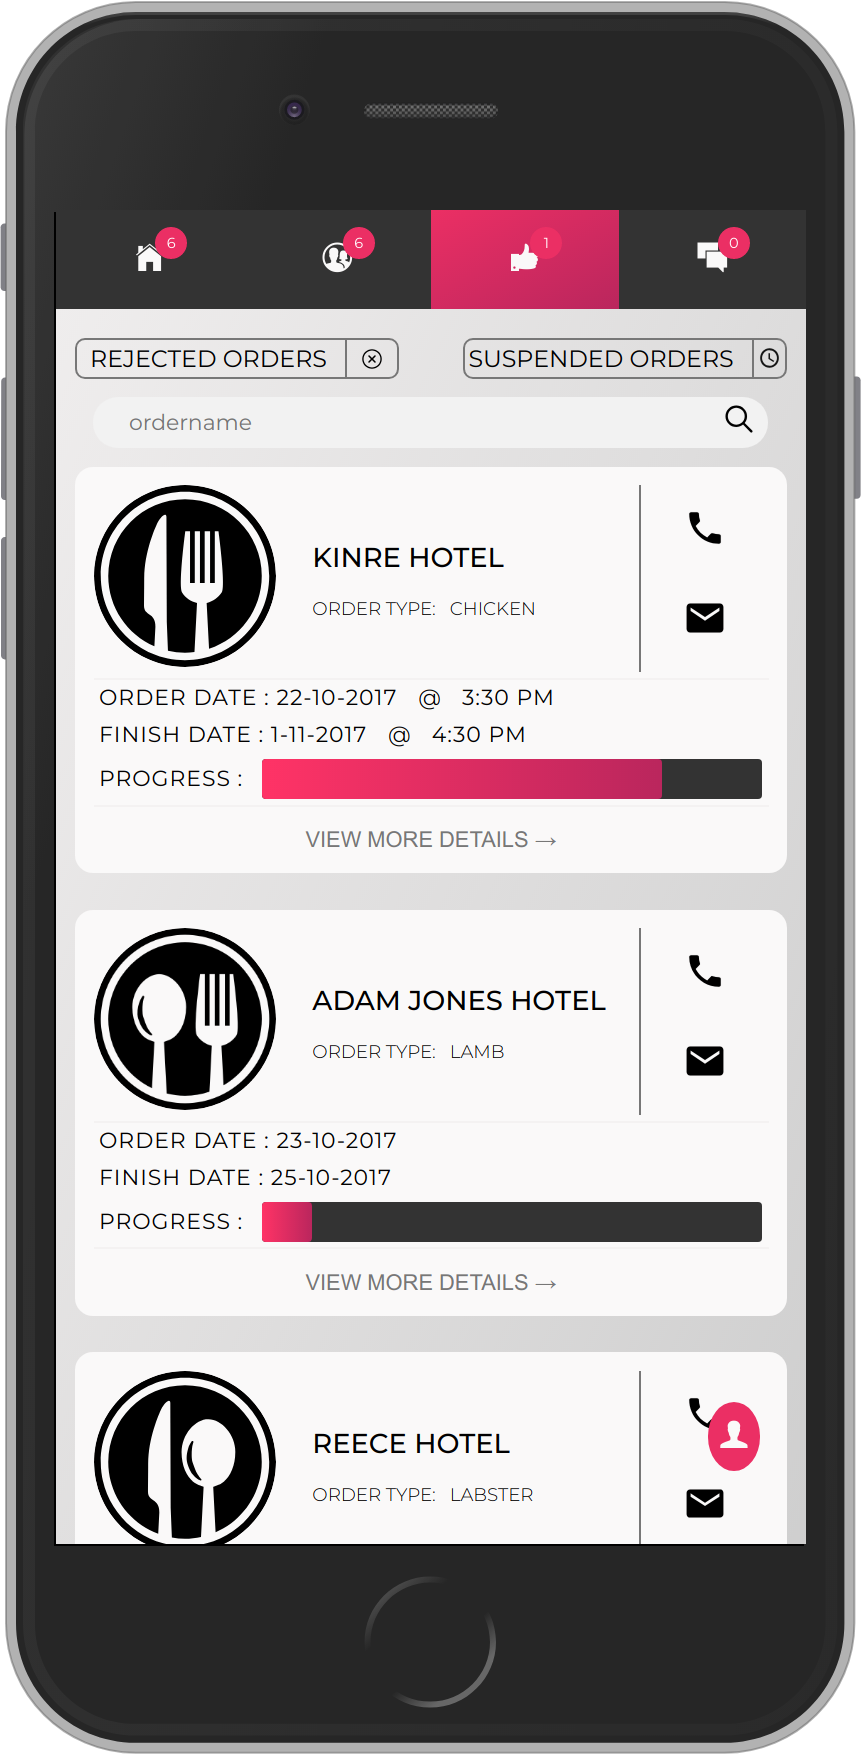 6
6
1
0
REJECTED ORDERS
SUSPENDED ORDERS
ordername
KINRE HOTEL
ORDER TYPE: CHICKEN
ORDER DATE : 22-10-2017 @ 3:30 PM
FINISH DATE : 1-11-2017 @ 4:30 PM
PROGRESS :
VIEW MORE DETAILS →
ADAM JONES HOTEL
ORDER TYPE: LAMB
ORDER DATE : 23-10-2017
FINISH DATE : 25-10-2017
PROGRESS :
VIEW MORE DETAILS →
REECE HOTEL
ORDER TYPE: LABSTER